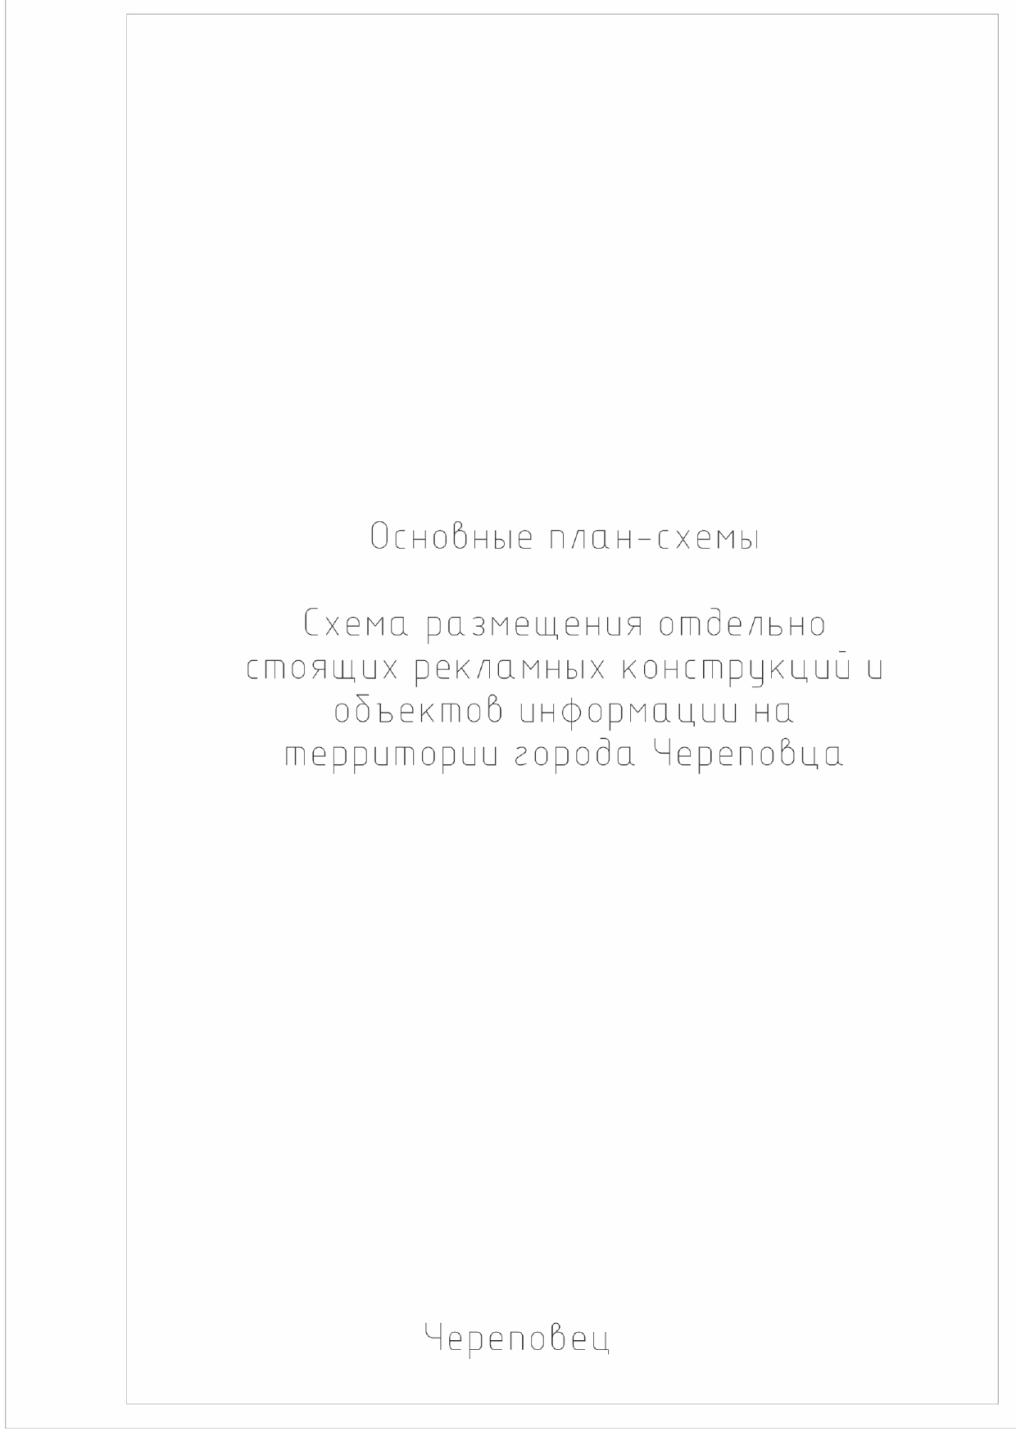 Основные план-схемы
Схема размещения отдельно
стоящих рекламных конструкций и
объектов информации на
территории города Череповца
Череповец